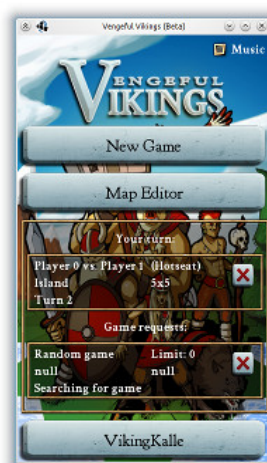 Vengeful Vikings (Beta)
Music
VENGEFUL
VIKINGS
New Game
Map Editor
Your turn:
Player 0 vs. Player 1 (Hotseat)
Island 5x5
Turn 2
Game requests:
Random game Limit: 0
null null
Searching for game
VikingKalle